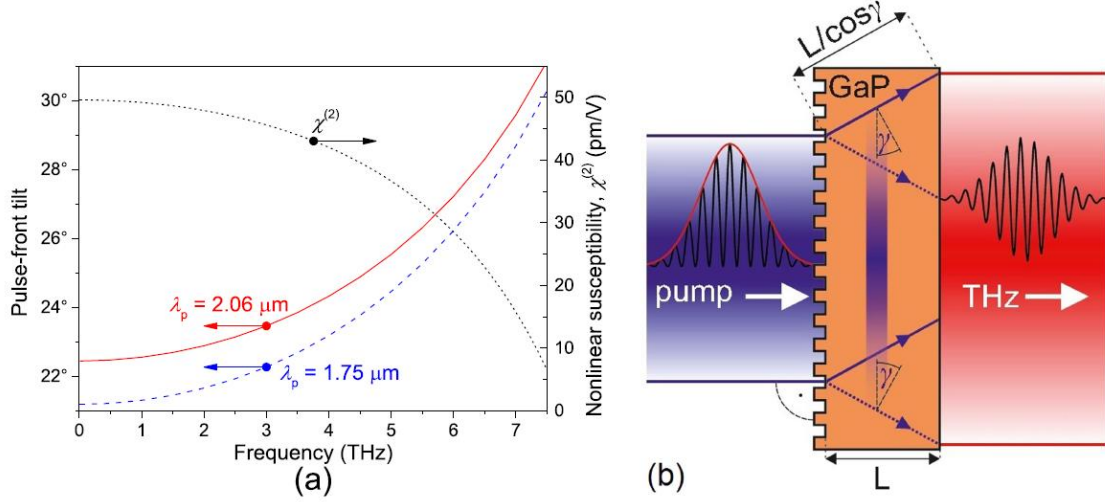 30°
28°
26°
24°
22°
Pulse-front tilt
0
1
2
3
4
5
6
7
Frequency (THz)
50
40
30
20
10
0
Nonlinear susceptibility, χ(2) (pm/V)
χ(2)
λp = 2.06 μm
λp = 1.75 μm
(a)
L/cosγ
GaP
γ
pump
THz
γ
L
(b)